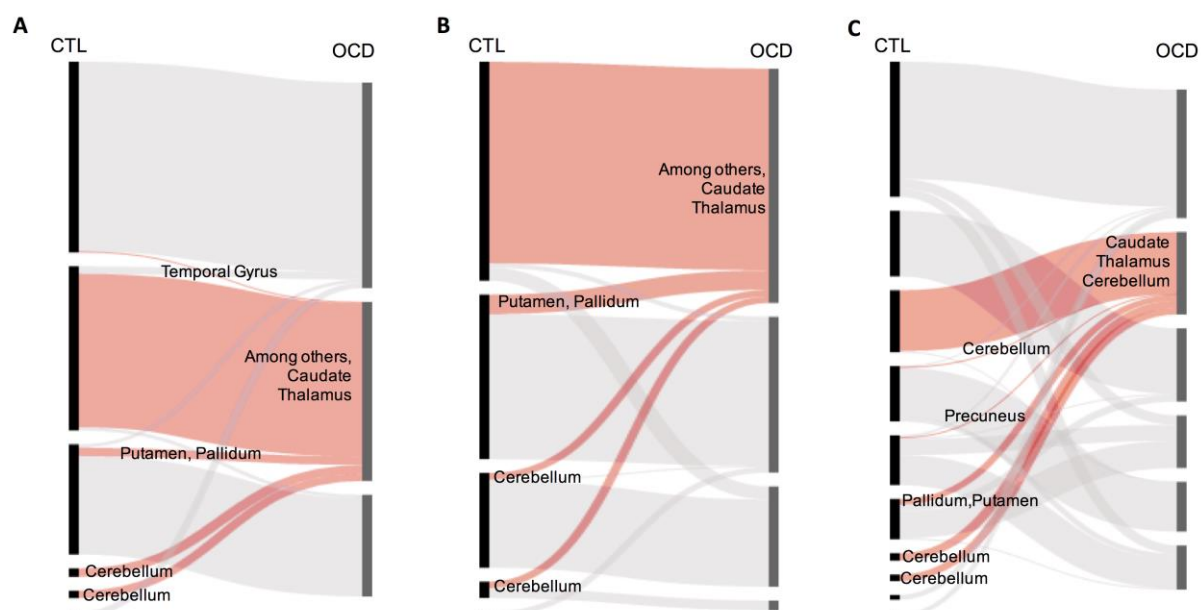 A
CTL
OCD
Temporal Gyrus
Among others,
Caudate
Thalamus
Putamen, Pallidum
Cerebellum
Cerebellum
B
CTL
OCD
Among others,
Caudate
Thalamus
Putamen, Pallidum
Cerebellum
Cerebellum
C
CTL
OCD
Caudate
Thalamus
Cerebellum
Cerebellum
Precuneus
Pallidum,Putamen
Cerebellum
Cerebellum